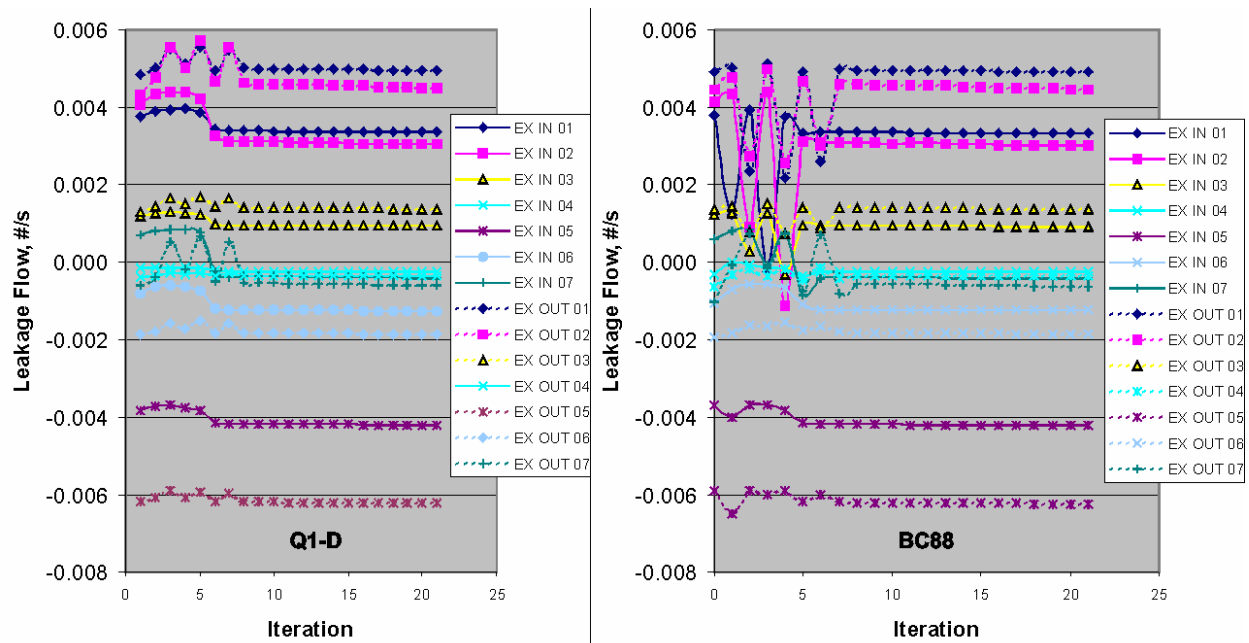 0.006
0.004
0.002
0.000
-0.002
-0.004
-0.006
-0.008
Leakage Flow, #/s
0
5
10
15
20
25
Iteration
Q1-D
EX IN 01
EX IN 02
EX IN 03
EX IN 04
EX IN 05
EX IN 06
EX IN 07
EX OUT 01
EX OUT 02
EX OUT 03
EX OUT 04
EX OUT 05
EX OUT 06
EX OUT 07
0.006
0.004
0.002
0.000
-0.002
-0.004
-0.006
-0.008
Leakage Flow, #/s
0
5
10
15
20
25
Iteration
BC88
EX IN 01
EX IN 02
EX IN 03
EX IN 04
EX IN 05
EX IN 06
EX IN 07
EX OUT 01
EX OUT 02
EX OUT 03
EX OUT 04
EX OUT 05
EX OUT 06
EX OUT 07